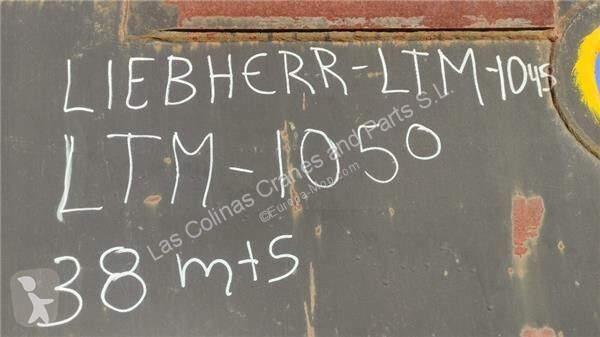 LIEBHERR-LTM-1045
LTM-1050
38 mts
Las Colinas Cranes and Parts S.L.
©Europa-Mop.com